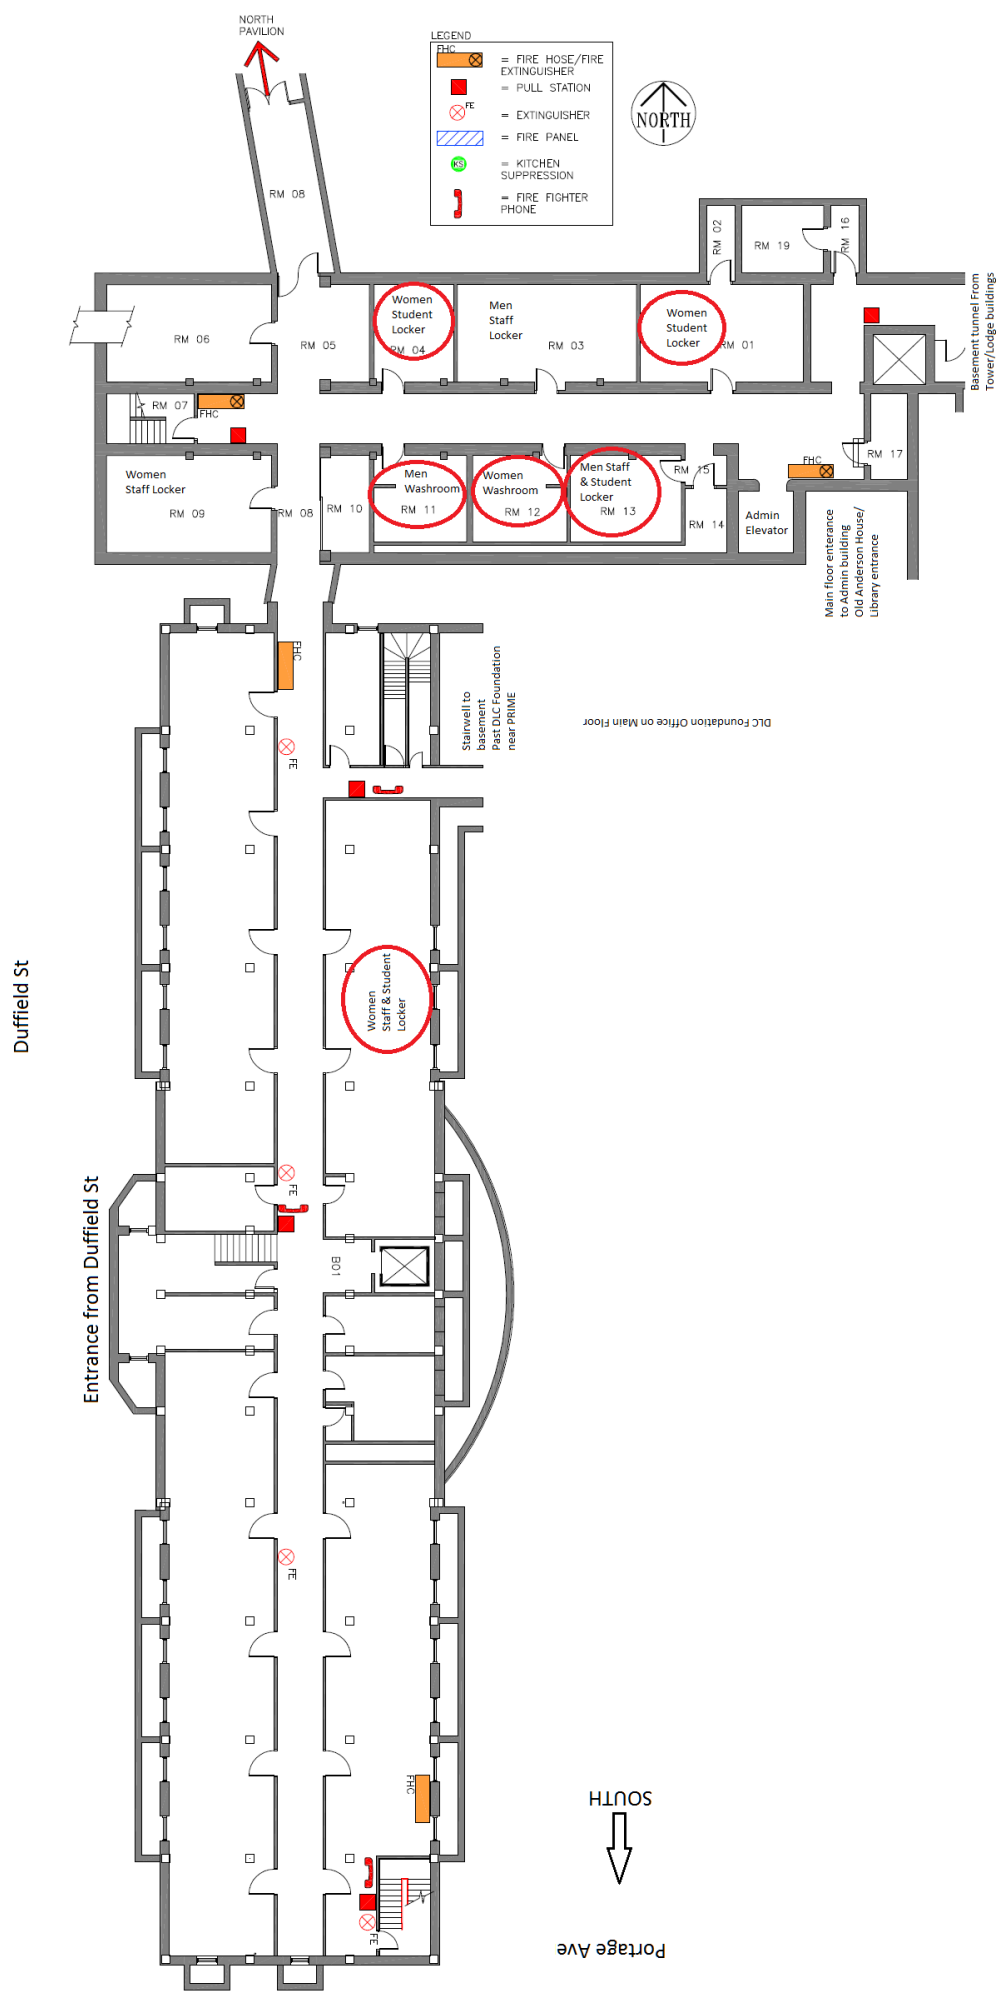 NORTH
PAVILION
LEGEND
FHC
= FIRE HOSE/FIRE
EXTINGUISHER
= PULL STATION
FE
= EXTINGUISHER
= FIRE PANEL
KS
= KITCHEN
SUPPRESSION
= FIRE FIGHTER
PHONE
NORTH
RM 08
RM 02
RM 19
RM 16
RM 06
RM 05
Women
Student
Locker
RM 04
Men
Staff
Locker
RM 03
Women
Student
Locker
01
Basement tunnel From
Tower/Lodge buildings
RM 07
FHC
Women
Staff Locker
RM 09
RM 08
RM 10
Men
Washroom
RM 11
Women
Washroom
RM 12
Men Staff
& Student
Locker
RM 13
RM 15
RM 14
Admin
Elevator
FHC
RM 17
Main floor enterance
to Admin building
Old Anderson House/
Library entrance
FHC
FE
Stairwell to
basement
Past DLC Foundation
near PRIME
DLC Foundation Office on Main Floor
Women
Staff & Student
Locker
Duffield St
Entrance from Duffield St
FE
B01
FE
FHC
FE
SOUTH
Portage Ave